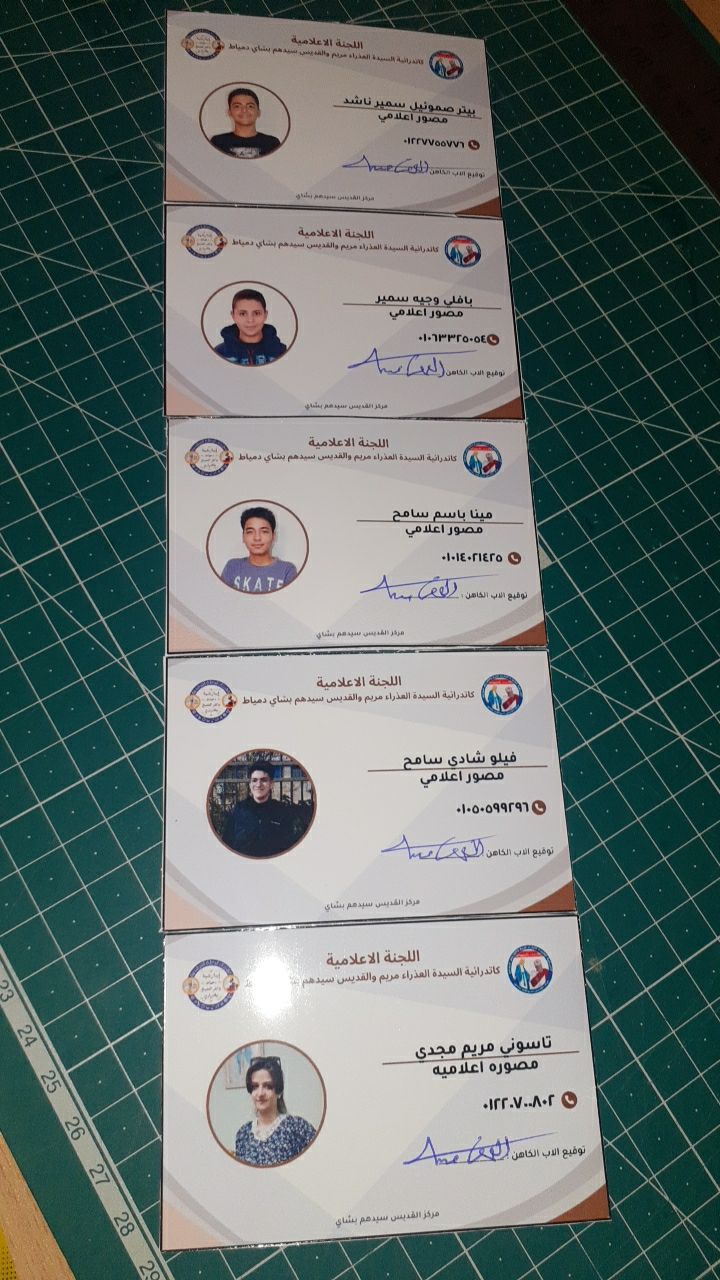 اللجنة الاعلامية
كاتدرائية السيدة العذراء مريم والقديس سيدهم بشاي دمياط
بيتر صموئيل سمير ناشد
مصور اعلامي
٠١٢٢٧٧٥٥٧٧٦
توقيع الاب الكاهن
مركز القديس سيدهم بشاي
اللجنة الاعلامية
كاتدرائية السيدة العذراء مريم والقديس سيدهم بشاي دمياط
بافلي وجيه سمير
مصور اعلامي
٠١٠٦٣٣٢٥٠٥٤
توقيع الاب الكاهن
مركز القديس سيدهم بشاي
اللجنة الاعلامية
كاتدرائية السيدة العذراء مريم والقديس سيدهم بشاي دمياط
مينا باسم سامح
مصور اعلامي
٠١٠١٤٠٢١٤٢٥
توقيع الاب الكاهن :
SKATE
مركز القديس سيدهم بشاي
اللجنة الاعلامية
كاتدرائية السيدة العذراء مريم والقديس سيدهم بشاي دمياط
فيلو شادي سامح
مصور اعلامي
٠١٠٥٠٥٩٩٢٩٦
توقيع الاب الكاهن
مركز القديس سيدهم بشاي
اللجنة الاعلامية
كاتدرائية السيدة العذراء مريم والقديس سيدهم بشاي
تاسوني مريم مجدي
مصوره اعلاميه
٠١٢٢٠٧٠٠٨٠٢
توقيع الاب الكاهن:
مركز القديس سيدهم بشاي
23
24
25
26
27
28
29